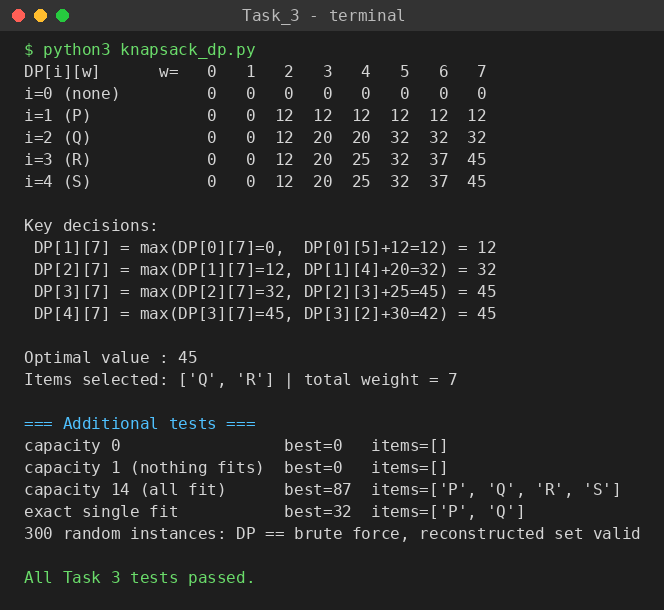 Task_3 - terminal
$ python3 knapsack_dp.py
DP[i][w]      w=   0   1   2   3   4   5   6   7
i=0 (none)         0   0   0   0   0   0   0   0
i=1 (P)            0   0  12  12  12  12  12  12
i=2 (Q)            0   0  12  20  20  32  32  32
i=3 (R)            0   0  12  20  25  32  37  45
i=4 (S)            0   0  12  20  25  32  37  45
Key decisions:
 DP[1][7] = max(DP[0][7]=0,  DP[0][5]+12=12) = 12
 DP[2][7] = max(DP[1][7]=12, DP[1][4]+20=32) = 32
 DP[3][7] = max(DP[2][7]=32, DP[2][3]+25=45) = 45
 DP[4][7] = max(DP[3][7]=45, DP[3][2]+30=42) = 45
Optimal value : 45
Items selected: ['Q', 'R'] | total weight = 7
=== Additional tests ===
capacity 0                 best=0   items=[]
capacity 1 (nothing fits)  best=0   items=[]
capacity 14 (all fit)      best=87  items=['P', 'Q', 'R', 'S']
exact single fit           best=32  items=['P', 'Q']
300 random instances: DP == brute force, reconstructed set valid
All Task 3 tests passed.